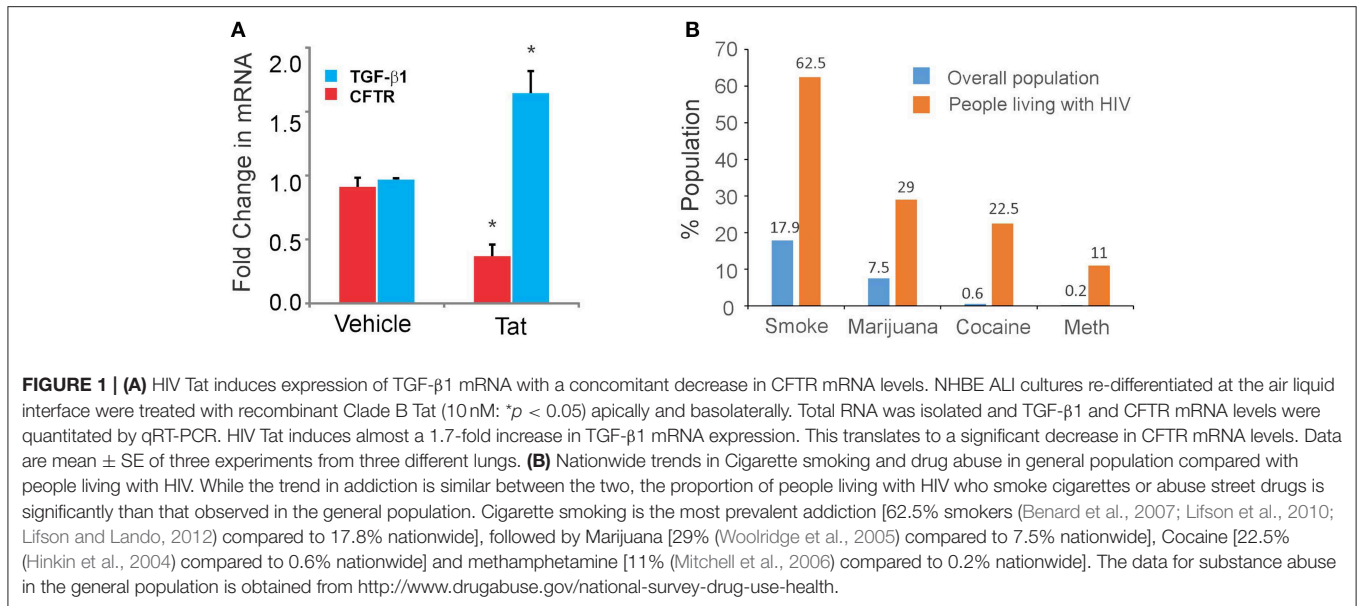 A
2.0
1.5
1.0
0.5
0.0
Fold Change in mRNA
TGF-β1
CFTR
*
*
Vehicle
Tat
B
70
60
50
40
30
20
10
0
% Population
Overall population
People living with HIV
62.5
17.9
29
7.5
22.5
0.6
11
0.2
Smoke
Marijuana
Cocaine
Meth
FIGURE 1 | (A) HIV Tat induces expression of TGF-β1 mRNA with a concomitant decrease in CFTR mRNA levels. NHBE ALI cultures re-differentiated at the air liquid
interface were treated with recombinant Clade B Tat (10 nM: *p < 0.05) apically and basolaterally. Total RNA was isolated and TGF-β1 and CFTR mRNA levels were
quantitated by qRT-PCR. HIV Tat induces almost a 1.7-fold increase in TGF-β1 mRNA expression. This translates to a significant decrease in CFTR mRNA levels. Data
are mean ± SE of three experiments from three different lungs. (B) Nationwide trends in Cigarette smoking and drug abuse in general population compared with
people living with HIV. While the trend in addiction is similar between the two, the proportion of people living with HIV who smoke cigarettes or abuse street drugs is
significantly than that observed in the general population. Cigarette smoking is the most prevalent addiction [62.5% smokers (Benard et al., 2007; Lifson et al., 2010;
Lifson and Lando, 2012) compared to 17.8% nationwide], followed by Marijuana [29% (Woolridge et al., 2005) compared to 7.5% nationwide], Cocaine [22.5%
(Hinkin et al., 2004) compared to 0.6% nationwide] and methamphetamine [11% (Mitchell et al., 2006) compared to 0.2% nationwide]. The data for substance abuse
in the general population is obtained from http://www.drugabuse.gov/national-survey-drug-use-health.